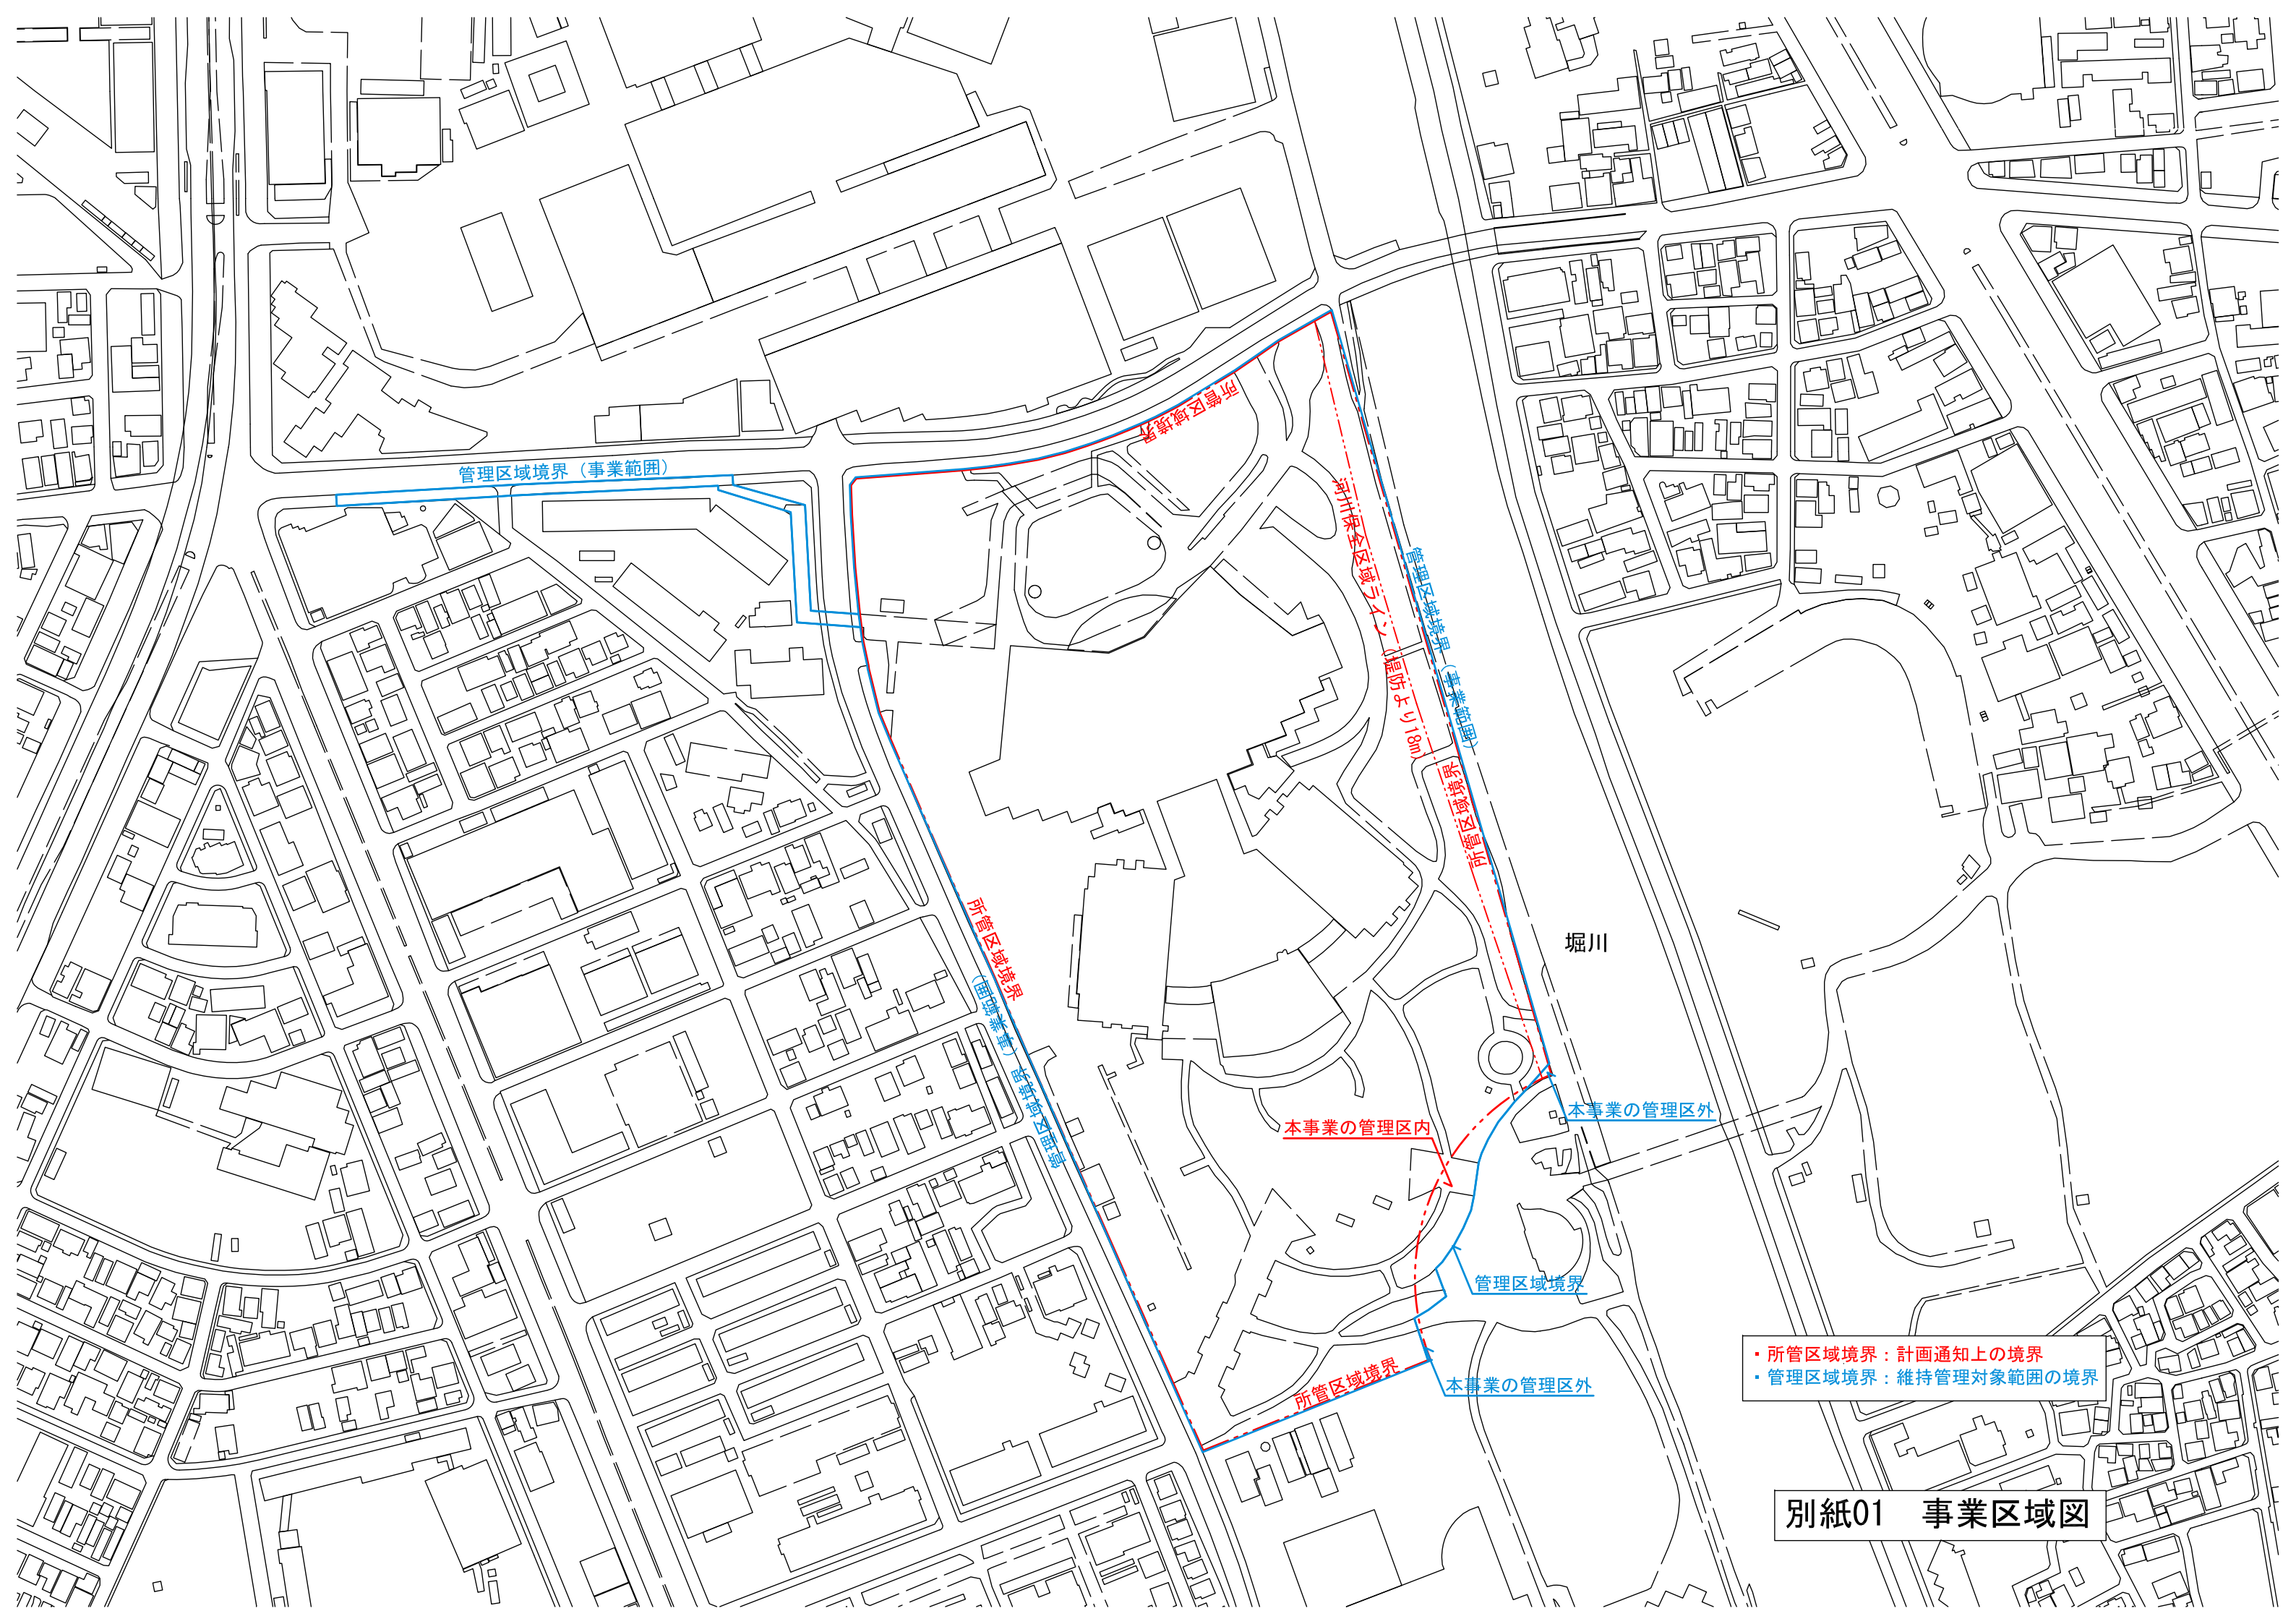 所管区域境界
管理区域境界（事業範囲）
河川保全区域ライン（堤防より18m）
管理区域境界（事業範囲）
所管区域境界
所管区域境界
管理区域境界（事業範囲）
堀川
本事業の管理区外
本事業の管理区内
管理区域境界
所管区域境界
本事業の管理区外
・所管区域境界：計画通知上の境界
・管理区域境界：維持管理対象範囲の境界
別紙01　事業区域図